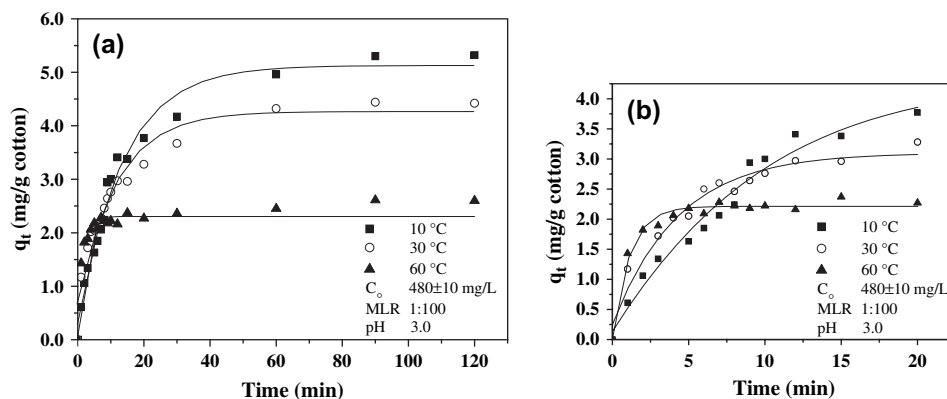 (a)
6.0
5.0
4.0
3.0
2.0
1.0
0.0
qt (mg/g cotton)
10 °C
30 °C
60 °C
Co 480±10 mg/L
MLR 1:100
pH 3.0
0 20 40 60 80 100 120
Time (min)
(b)
4.0
3.5
3.0
2.5
2.0
1.5
1.0
0.5
0.0
qt (mg/g cotton)
10 °C
30 °C
60 °C
Co 480±10 mg/L
MLR 1:100
pH 3.0
0 5 10 15 20
Time (min)